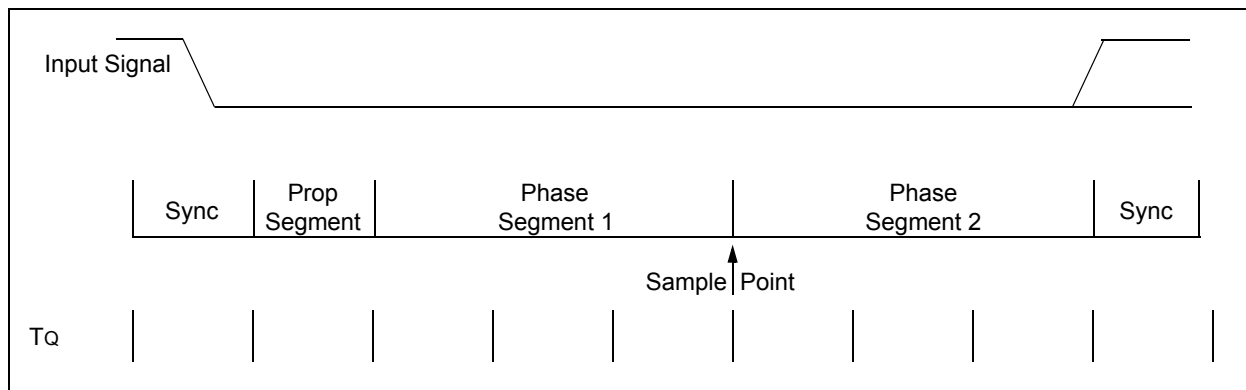 Input Signal
Sync
Prop
Segment
Phase
Segment 1
Phase
Segment 2
Sync
Sample Point
TQ